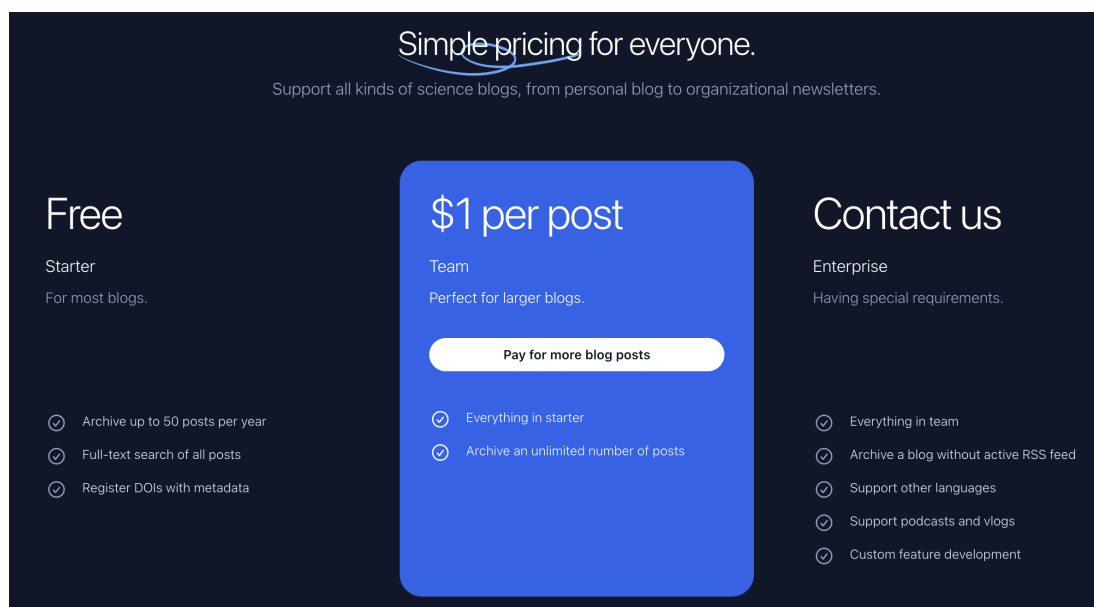 Simple pricing for everyone.
Support all kinds of science blogs, from personal blog to organizational newsletters.
Free
Starter
For most blogs.
Archive up to 50 posts per year
Full-text search of all posts
Register DOIs with metadata
$1 per post
Team
Perfect for larger blogs.
Pay for more blog posts
Everything in starter
Archive an unlimited number of posts
Contact us
Enterprise
Having special requirements.
Everything in team
Archive a blog without active RSS feed
Support other languages
Support podcasts and vlogs
Custom feature development